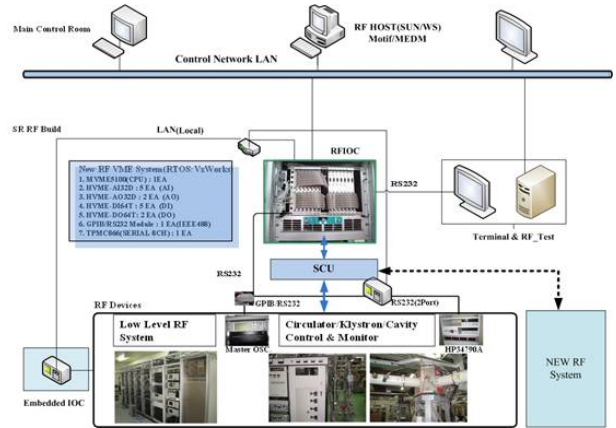 Main Control Room
RF HOST(SUN/WS)
Motif/MEDM
Control Network LAN
SR RF Build
LAN(Local)
RFIOC
New RF VME System(RTOS: VxWorks)
1. MVME5100(CPU) : 1EA
2. HVME-AI32D : 5 EA (AI)
3. HVME-AO32D : 2 EA (AO)
4. HVME-DI64T : 5 EA (DI)
5. HVME-DO64T : 2 EA (DO)
6. GPIB/RS232 Module : 1 EA(IEEE488)
7. TPMC866(SERIAL 8CH) : 1 EA
RS232
Terminal & RF_Test
SCU
RS232
GPIB/RS232
RS232(2Port)
RF Devices
Low Level RF
System
Master OSC
Circulator/Klystron/Cavity
Control & Monitor
HP34790A
Embedded IOC
NEW RF
System